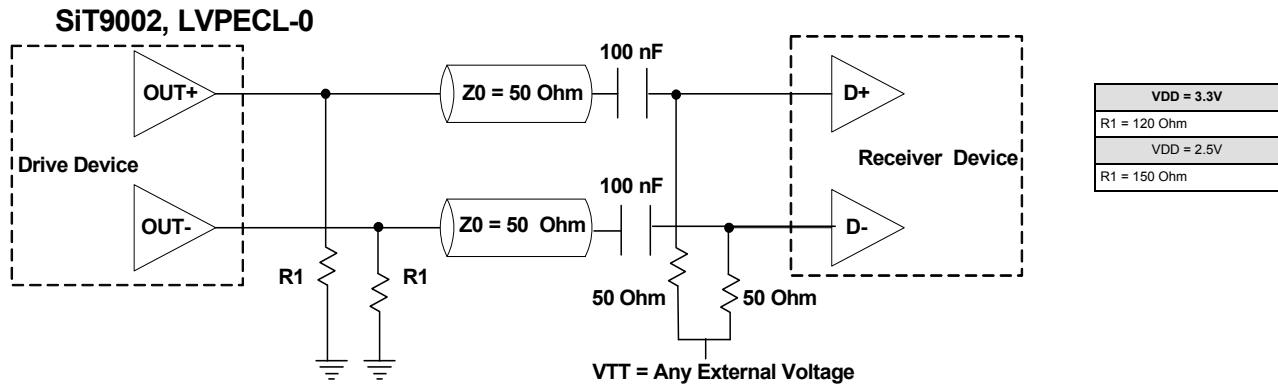 SiT9002, LVPECL-0
100 nF
OUT+
Z0 = 50 Ohm
D+
Drive Device
Receiver Device
100 nF
OUT-
Z0 = 50 Ohm
D-
R1
R1
50 Ohm
50 Ohm
VTT = Any External Voltage
VDD = 3.3V
R1 = 120 Ohm
VDD = 2.5V
R1 = 150 Ohm